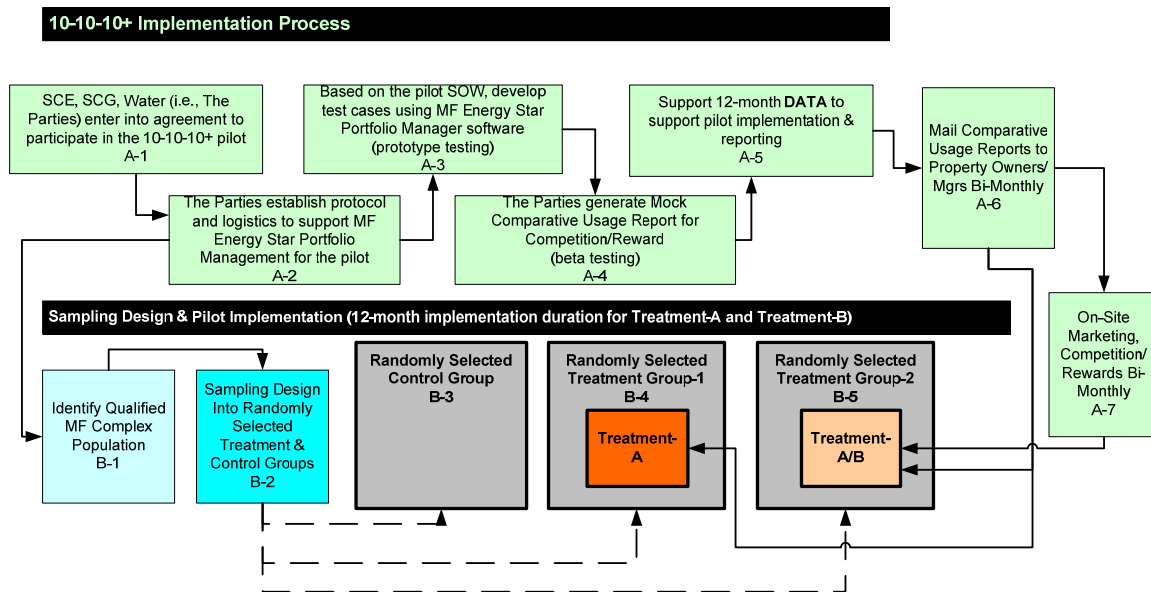 10-10-10+ Implementation Process
SCE, SCG, Water (i.e., The
Parties) enter into agreement to
participate in the 10-10-10+ pilot
A-1
The Parties establish protocol
and logistics to support MF
Energy Star Portfolio
Management for the pilot
A-2
Based on the pilot SOW, develop
test cases using MF Energy Star
Portfolio Manager software
(prototype testing)
A-3
The Parties generate Mock
Comparative Usage Report for
Competition/Reward
(beta testing)
A-4
Support 12-month DATA to
support pilot implementation &
reporting
A-5
Mail Comparative
Usage Reports to
Property Owners/
Mgrs Bi-Monthly
A-6
On-Site
Marketing,
Competition/
Rewards Bi-
Monthly
A-7
Sampling Design & Pilot Implementation (12-month implementation duration for Treatment-A and Treatment-B)
Identify Qualified
MF Complex
Population
B-1
Sampling Design
Into Randomly
Selected
Treatment &
Control Groups
B-2
Randomly Selected
Control Group
B-3
Randomly Selected
Treatment Group-1
B-4
Treatment-
A
Randomly Selected
Treatment Group-2
B-5
Treatment-
A/B